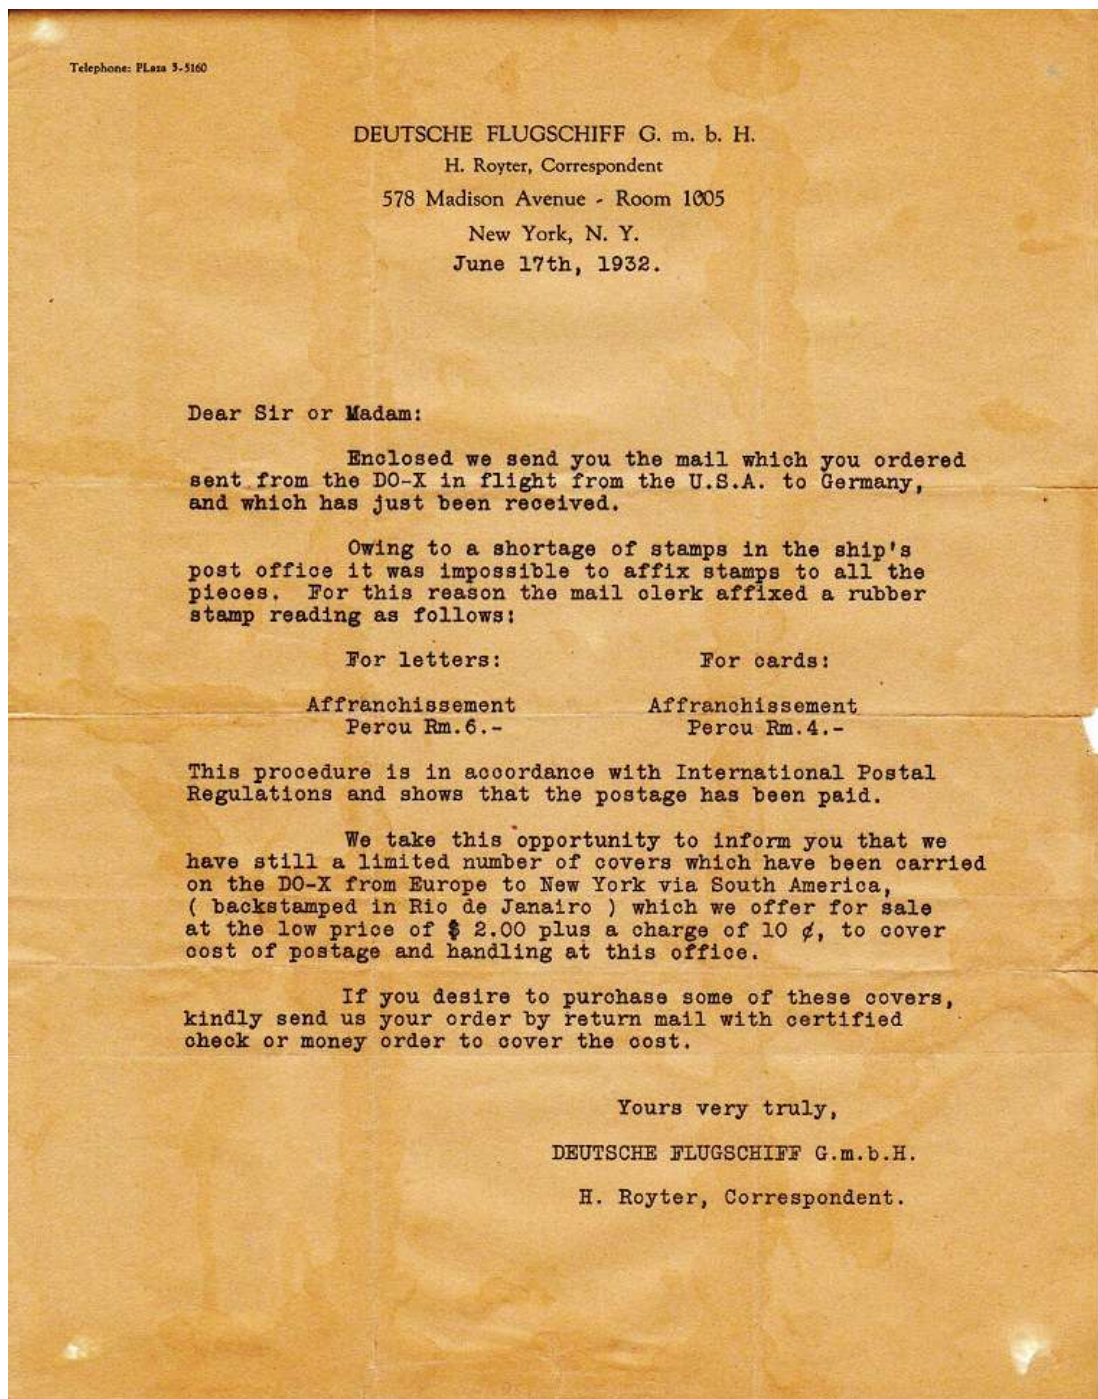 Telephone: PLaza 3-5160
DEUTSCHE FLUGSCHIFF G. m. b. H.
H. Royter, Correspondent
578 Madison Avenue - Room 1005
New York, N. Y.
June 17th, 1932.
Dear Sir or Madam:
Enclosed we send you the mail which you ordered
sent from the DO-X in flight from the U.S.A. to Germany,
and which has just been received.
Owing to a shortage of stamps in the ship's
post office it was impossible to affix stamps to all the
pieces. For this reason the mail clerk affixed a rubber
stamp reading as follows:
For letters: For cards:
Affranchissement Affranchissement
Percu Rm.6.- Percu Rm.4.-
This procedure is in accordance with International Postal
Regulations and shows that the postage has been paid.
We take this opportunity to inform you that we
have still a limited number of covers which have been carried
on the DO-X from Europe to New York via South America,
( backstamped in Rio de Janairo ) which we offer for sale
at the low price of $ 2.00 plus a charge of 10 ¢, to cover
cost of postage and handling at this office.
If you desire to purchase some of these covers,
kindly send us your order by return mail with certified
check or money order to cover the cost.
Yours very truly,
DEUTSCHE FLUGSCHIFF G.m.b.H.
H. Royter, Correspondent.